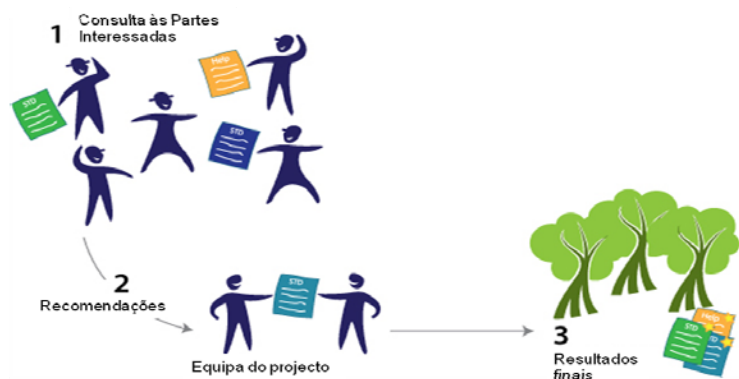 1 Consulta às Partes
Interessadas
STD
Help
STD
2
Recomendações
STD
Equipa do projecto
3
Resultados
finais
Help
STD
STD